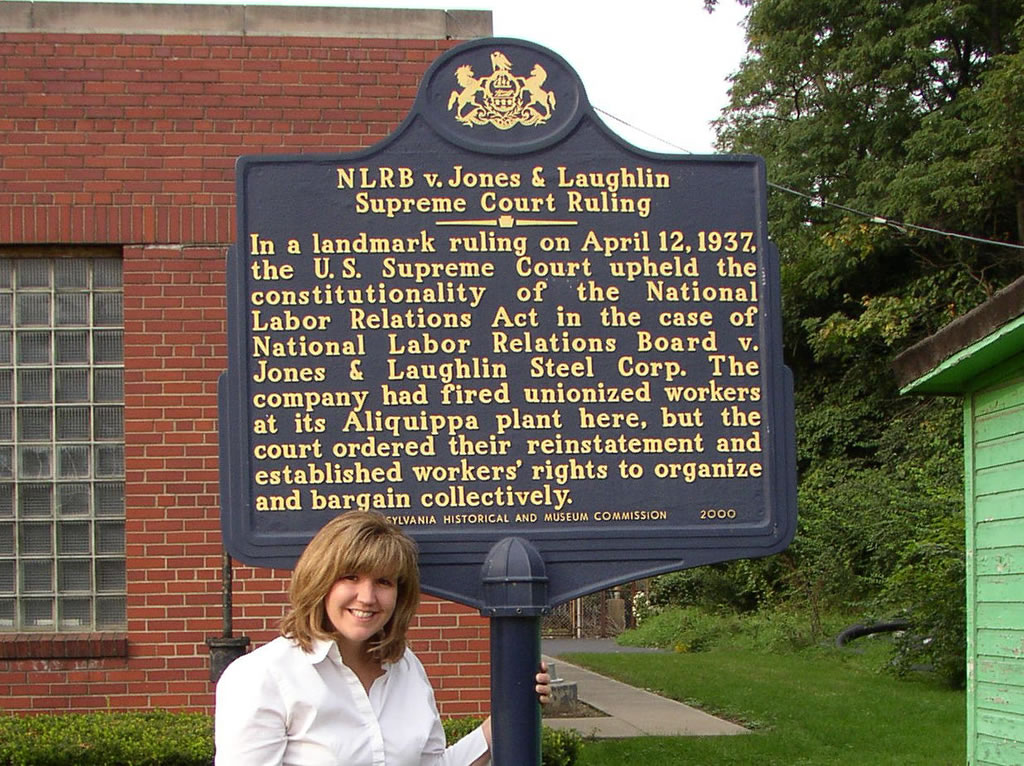 NLRB v. Jones & Laughlin
Supreme Court Ruling
In a landmark ruling on April 12, 1937,
the U.S. Supreme Court upheld the
constitutionality of the National
Labor Relations Act in the case of
National Labor Relations Board v.
Jones & Laughlin Steel Corp. The
company had fired unionized workers
at its Aliquippa plant here, but the
court ordered their reinstatement and
established workers' rights to organize
and bargain collectively.
SYLVANIA HISTORICAL AND MUSEUM COMMISSION 2000